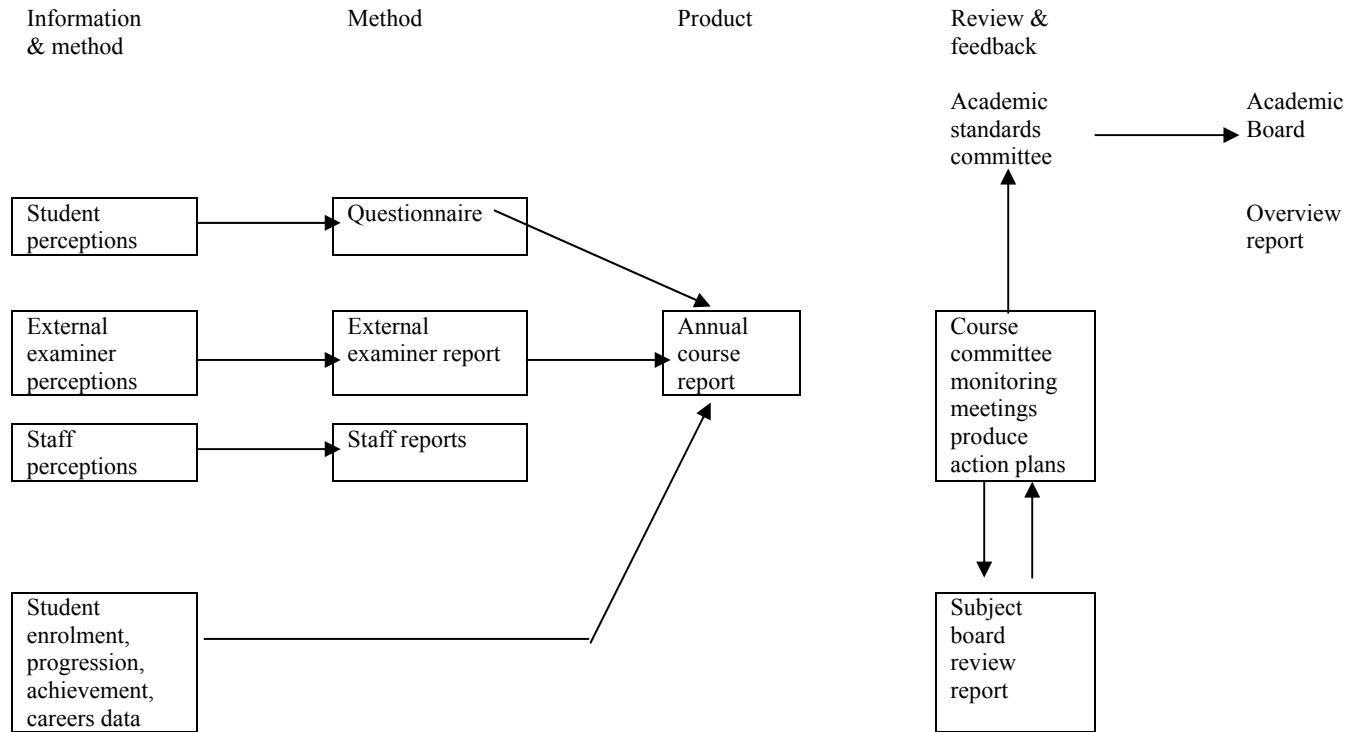 Information
& method
Method
Product
Review &
feedback
Academic
standards
committee
Academic
Board
Student
perceptions
Questionnaire
Overview
report
External
examiner
perceptions
External
examiner report
Annual
course
report
Course
committee
monitoring
meetings
produce
action plans
Staff
perceptions
Staff reports
Student
enrolment,
progression,
achievement,
careers data
Subject
board
review
report